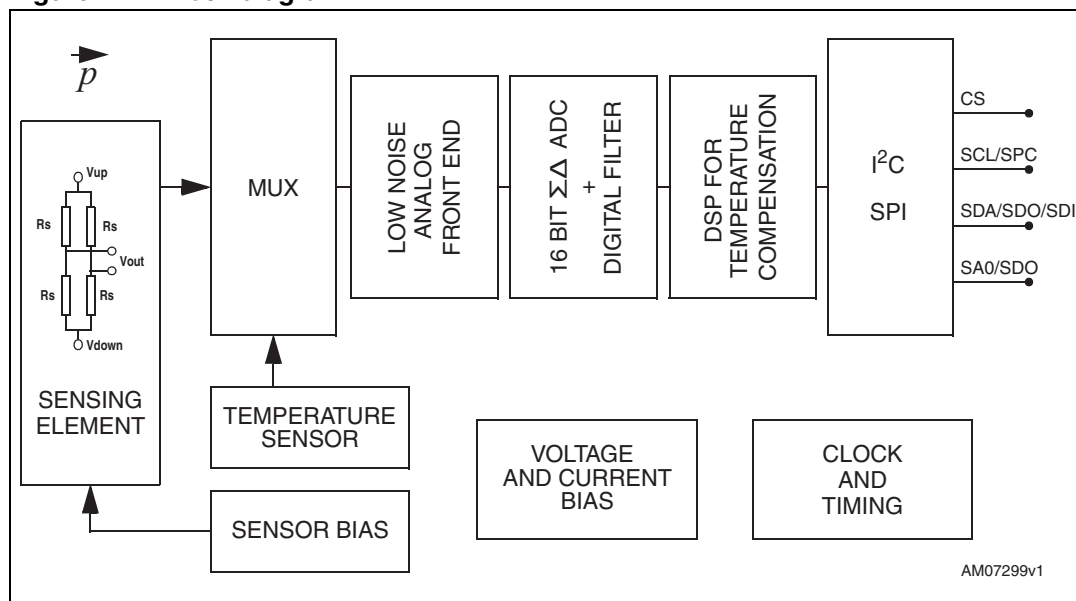 p
Vup
Rs Rs
Vout
Rs Rs
Vdown
SENSING
ELEMENT
MUX
LOW NOISE
ANALOG
FRONT END
16 BIT ΣΔ ADC
+
DIGITAL FILTER
DSP FOR
TEMPERATURE
COMPENSATION
I²C
SPI
CS
SCL/SPC
SDA/SDO/SDI
SA0/SDO
TEMPERATURE
SENSOR
SENSOR BIAS
VOLTAGE
AND CURRENT
BIAS
CLOCK
AND
TIMING
AM07299v1